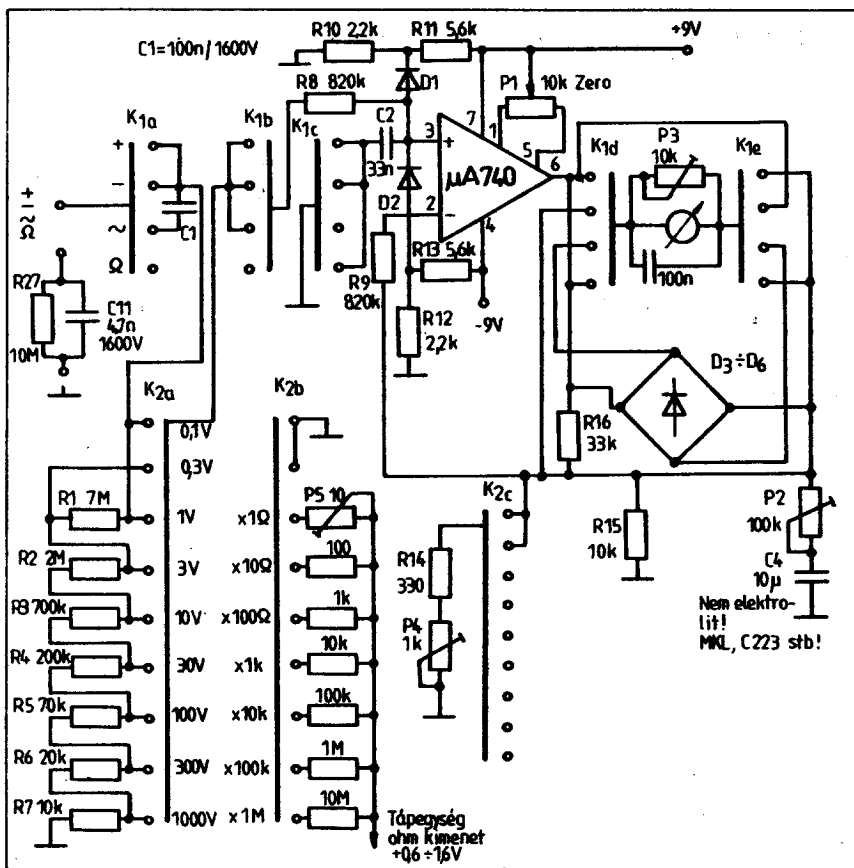 C1=100n/1600V
R10 2,2k
R11 5,6k
+9V
R8 820k
D1
P1
10k Zero
K1a
K1b
K1c
C2
33n
3
+
7
1
5
6
μA740
K1d
P3
10k
K1e
+
-
~
Ω
+ I ≂ Ω
C1
D2
2
-
4
R13 5,6k
100n
R27
10M
C11
4,7n
1600V
R9
820k
R12
2,2k
-9V
D3÷D6
K2a
K2b
R16
33k
0,1V
0,3V
K2c
R1 7M
1V
x1Ω
P5 10
R2 2M
3V
x10Ω
100
R14
330
R15
10k
P2
100k
C4
10μ
R3 700k
10V
x100Ω
1k
P4
1k
Nem elektro-
lit!
MKL, C223 stb!
R4 200k
30V
x1k
10k
R5 70k
100V
x10k
100k
R6 20k
300V
x100k
1M
R7 10k
1000V
x1M
10M
Tápegység
ohm kimenet
+0,6÷1,6V